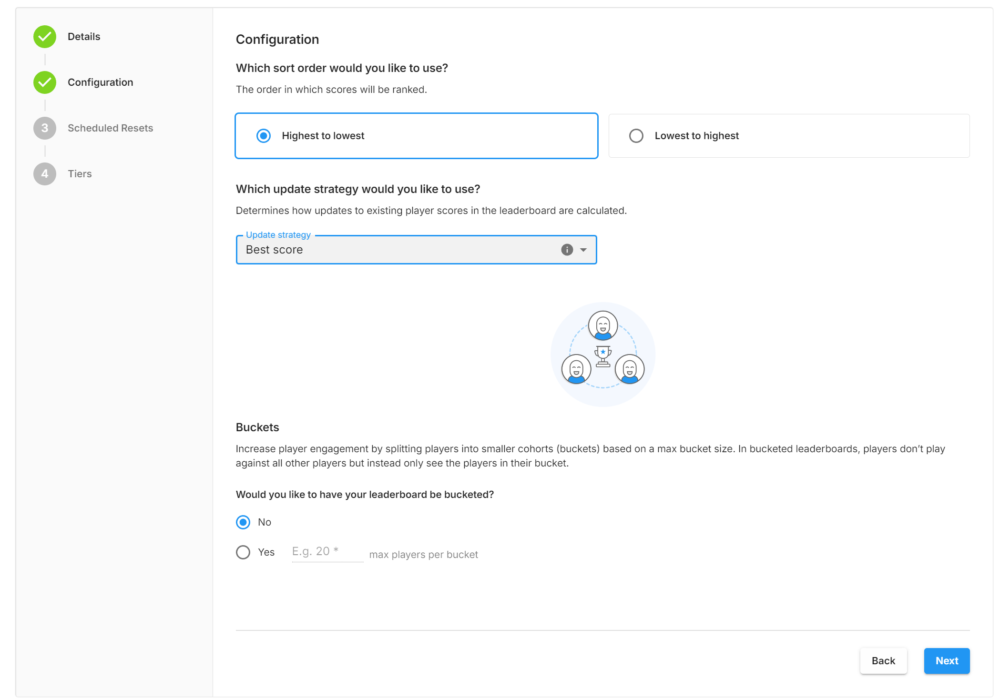 Details
Configuration
3
Scheduled Resets
4
Tiers
Configuration
Which sort order would you like to use?
The order in which scores will be ranked.
Highest to lowest
Lowest to highest
Which update strategy would you like to use?
Determines how updates to existing player scores in the leaderboard are calculated.
Update strategy
Best score
Buckets
Increase player engagement by splitting players into smaller cohorts (buckets) based on a max bucket size. In bucketed leaderboards, players don’t play
against all other players but instead only see the players in their bucket.
Would you like to have your leaderboard be bucketed?
No
Yes
E.g. 20 *
max players per bucket
Back
Next